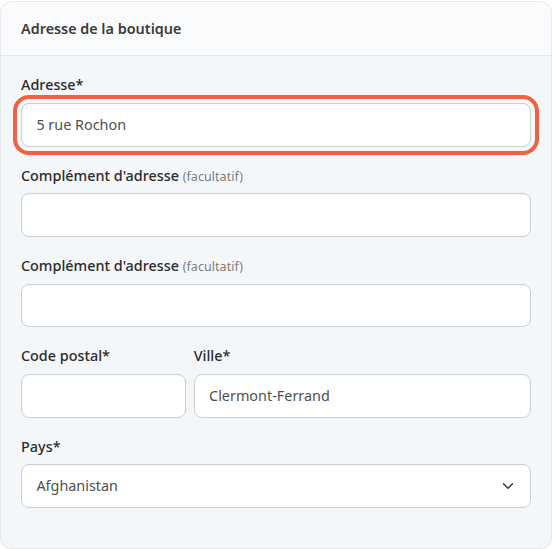 Adresse de la boutique
Adresse*
5 rue Rochon
Complément d'adresse (facultatif)
Complément d'adresse (facultatif)
Code postal* Ville*
Clermont-Ferrand
Pays*
Afghanistan